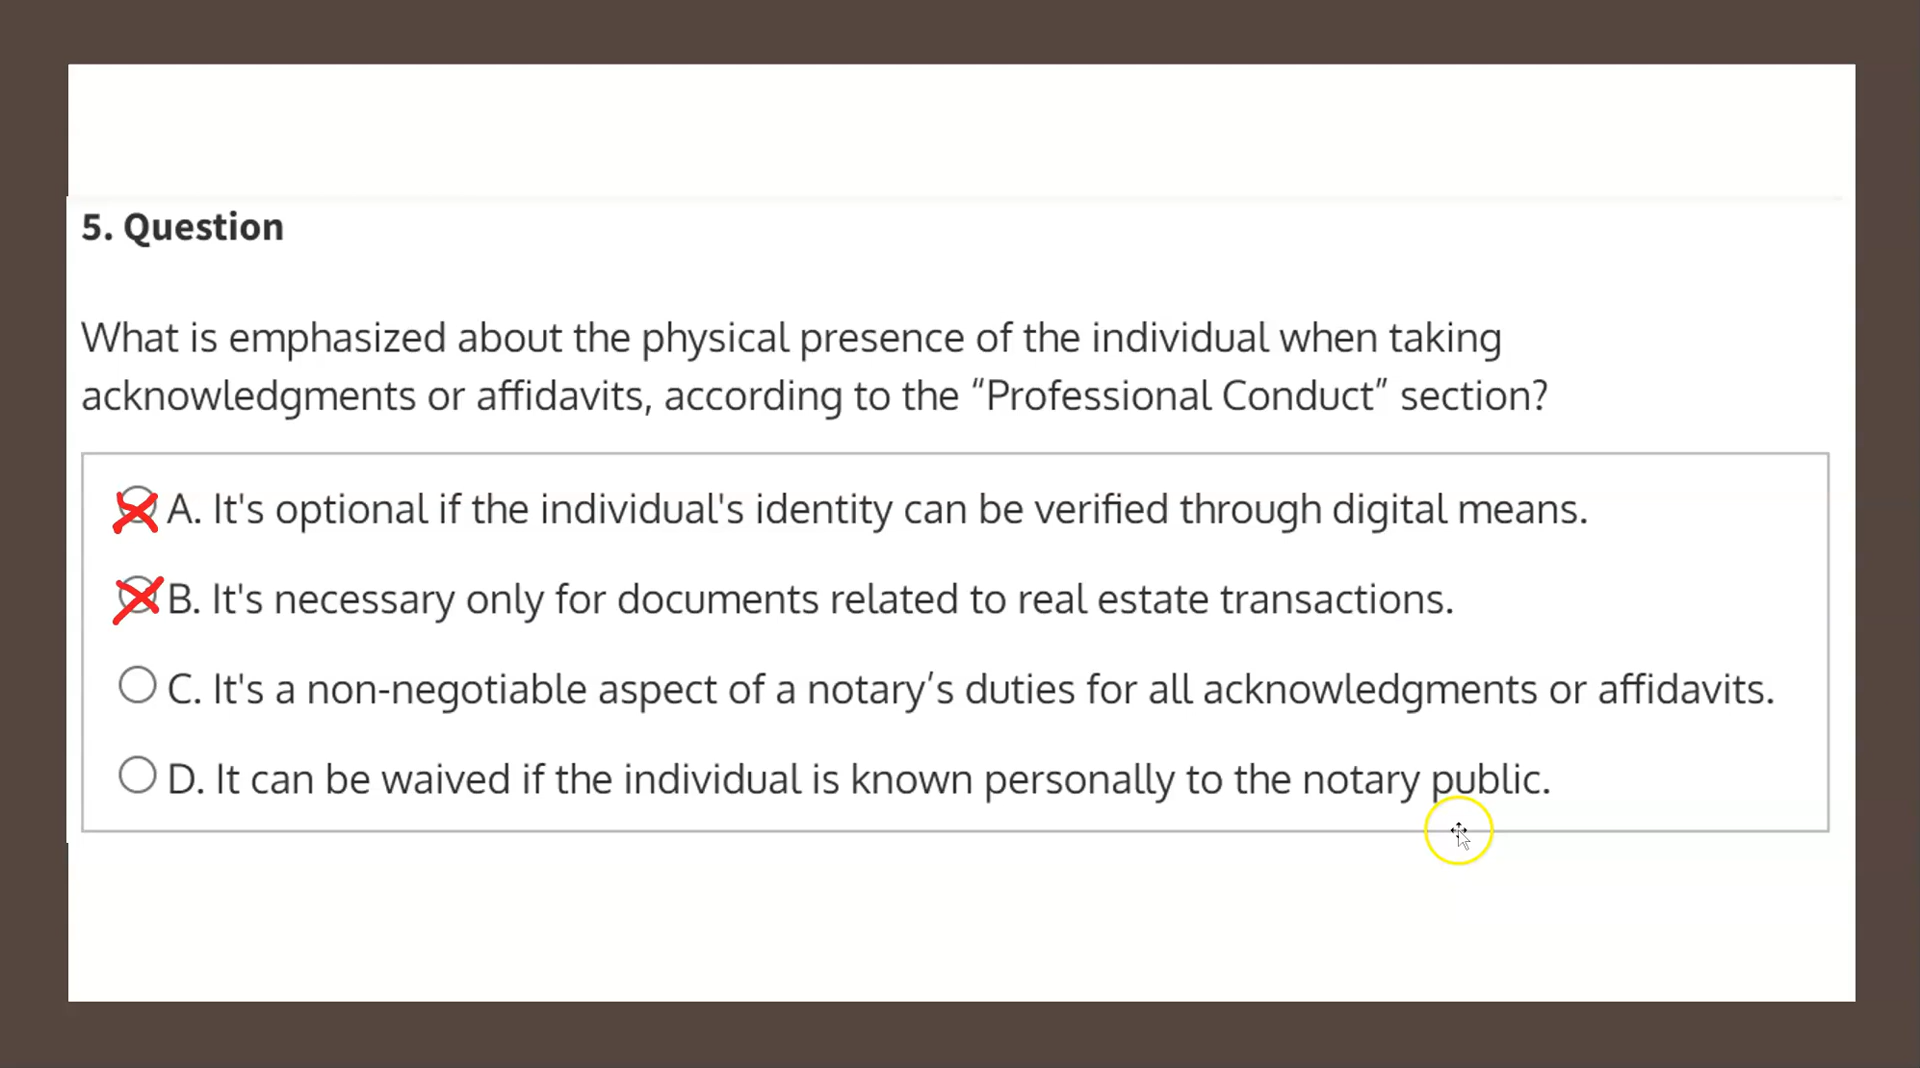 5. Question
What is emphasized about the physical presence of the individual when taking
acknowledgments or affidavits, according to the “Professional Conduct” section?
A. It's optional if the individual's identity can be verified through digital means.
B. It's necessary only for documents related to real estate transactions.
C. It's a non-negotiable aspect of a notary’s duties for all acknowledgments or affidavits.
D. It can be waived if the individual is known personally to the notary public.